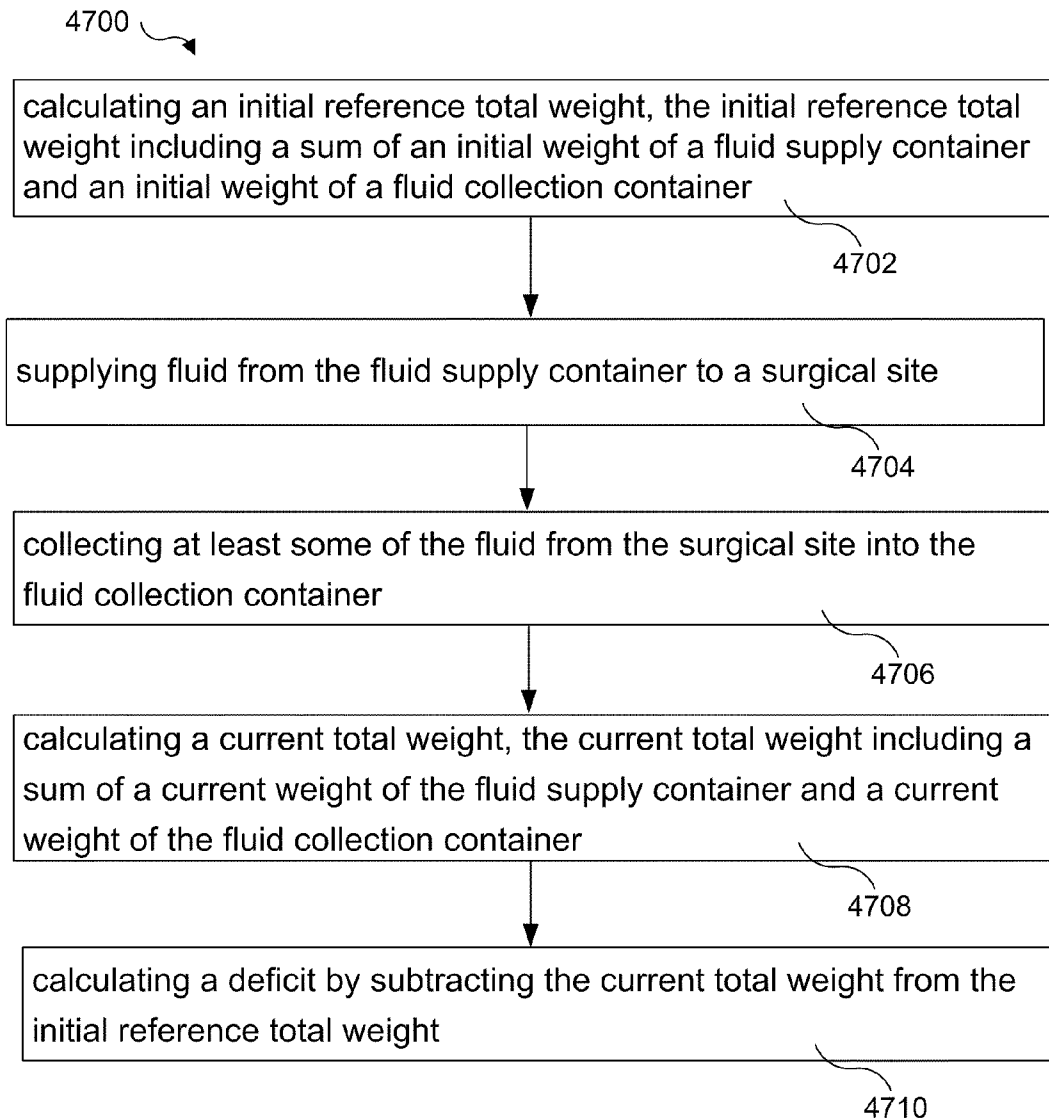 4700
calculating an initial reference total weight, the initial reference total
weight including a sum of an initial weight of a fluid supply container
and an initial weight of a fluid collection container
4702
supplying fluid from the fluid supply container to a surgical site
4704
collecting at least some of the fluid from the surgical site into the
fluid collection container
4706
calculating a current total weight, the current total weight including a
sum of a current weight of the fluid supply container and a current
weight of the fluid collection container
4708
calculating a deficit by subtracting the current total weight from the
initial reference total weight
4710